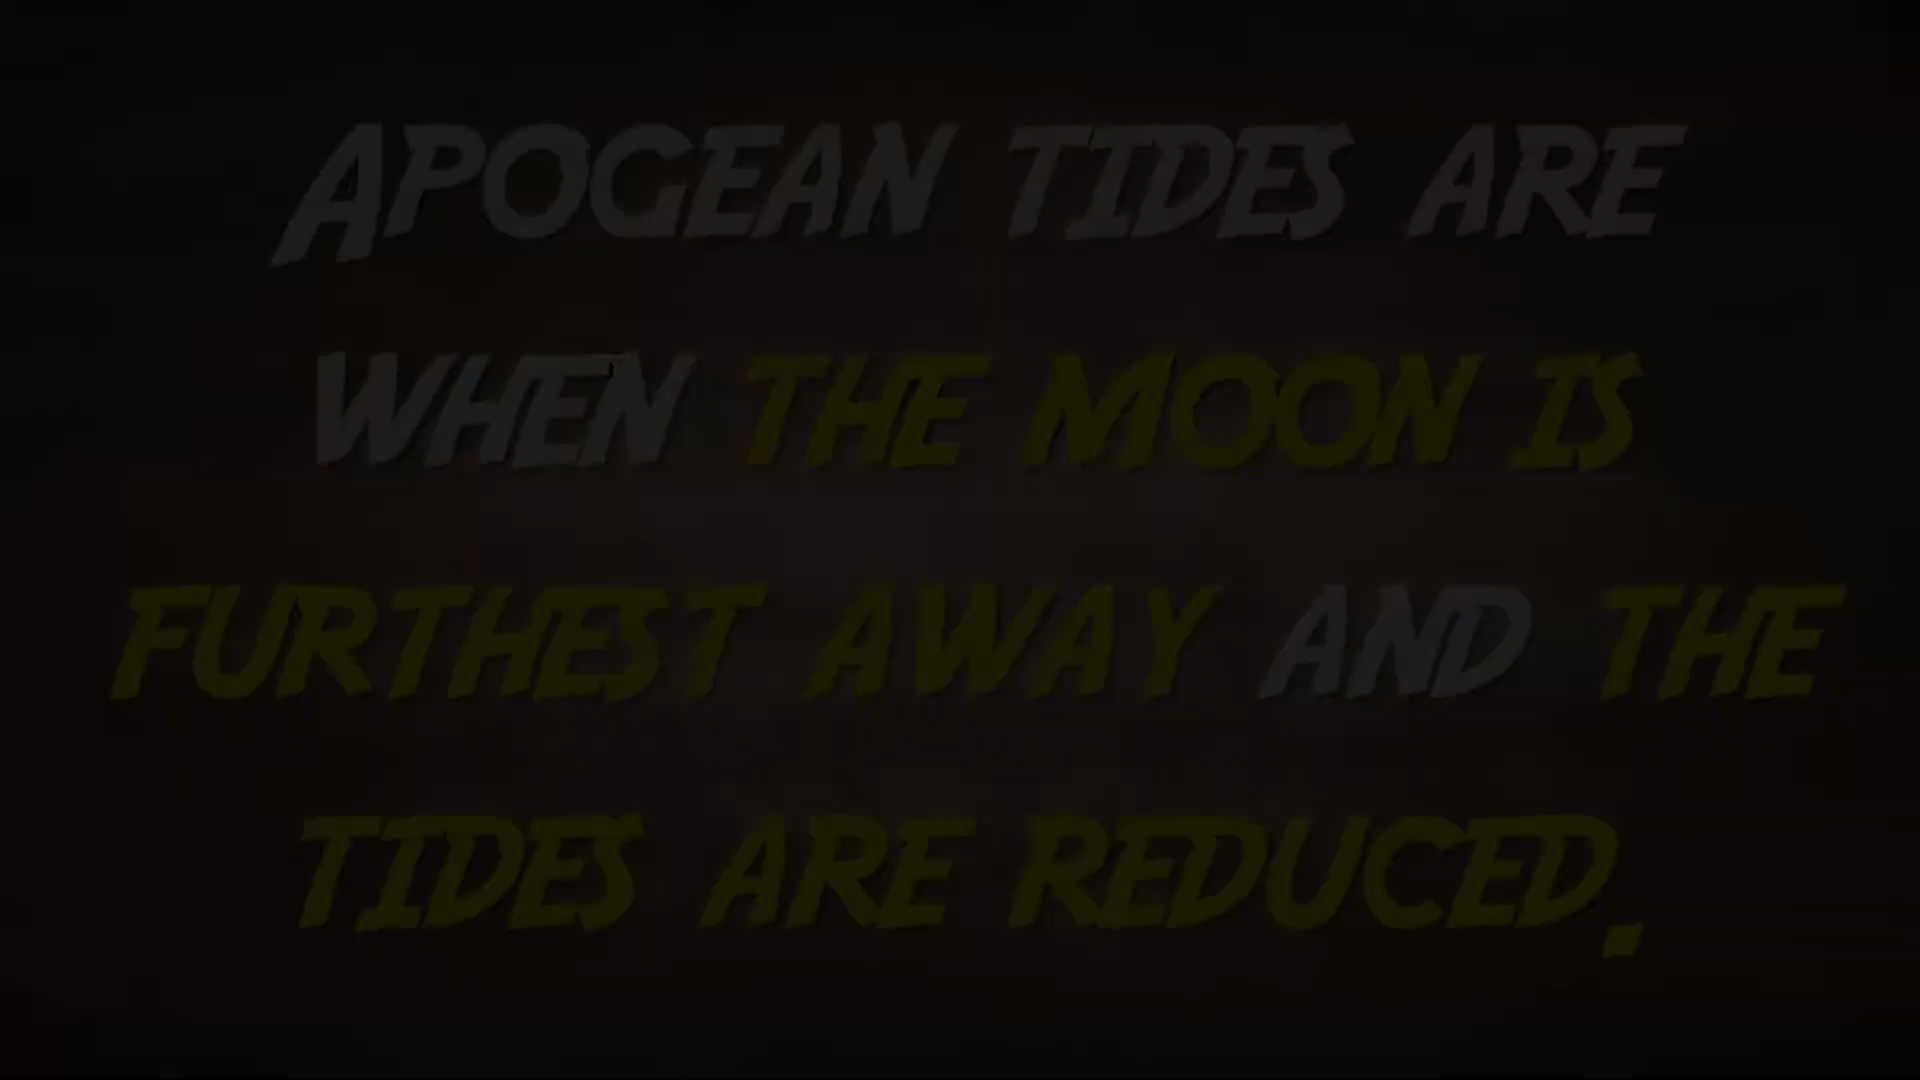 APOGEAN TIDES ARE
WHEN THE MOON IS
FURTHEST AWAY AND THE
TIDES ARE REDUCED.